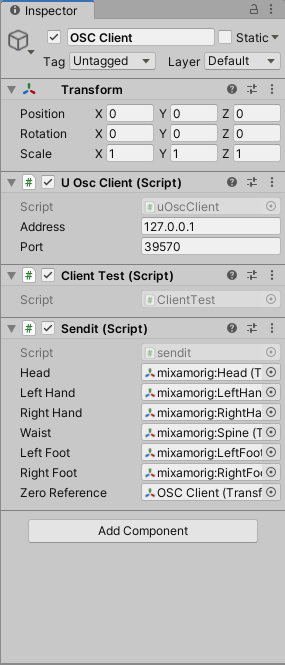 Inspector
OSC Client Static
Tag Untagged Layer Default
Transform
Position X 0 Y 0 Z 0
Rotation X 0 Y 0 Z 0
Scale X 1 Y 1 Z 1
# U Osc Client (Script)
Script # uOscClient
Address 127.0.0.1
Port 39570
# Client Test (Script)
Script # ClientTest
# Sendit (Script)
Script # sendit
Head mixamorig:Head (T
Left Hand mixamorig:LeftHan
Right Hand mixamorig:RightHa
Waist mixamorig:Spine (T
Left Foot mixamorig:LeftFoot
Right Foot mixamorig:RightFo
Zero Reference OSC Client (Transf
Add Component